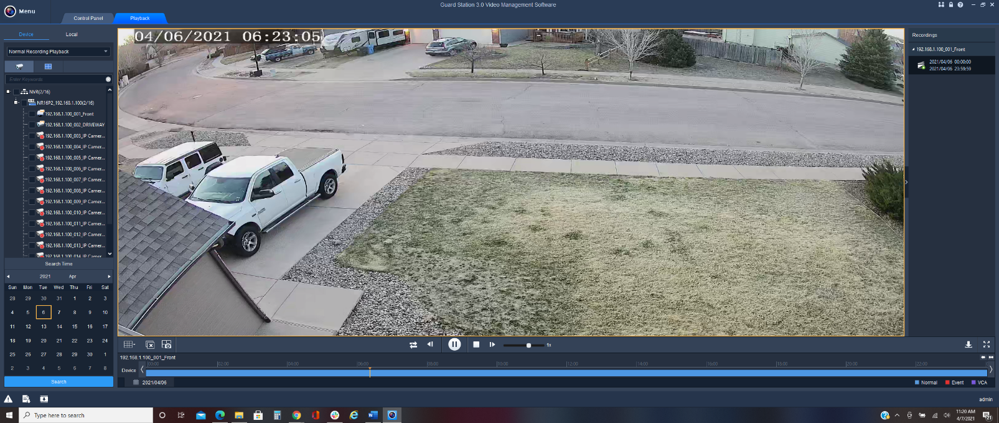 Menu
Guard Station 3.0 Video Management Software
Control Panel
Playback
Device
Local
Normal Recording Playback
Enter Keywords
NVR(2/16)
NR16P2_192.168.1.100(2/16)
192.168.1.100_001_Front
192.168.1.100_002_DRIVEWAY
192.168.1.100_003_IP Camer...
192.168.1.100_004_IP Camer...
192.168.1.100_005_IP Camer...
192.168.1.100_006_IP Camer...
192.168.1.100_007_IP Camer...
192.168.1.100_008_IP Camer...
192.168.1.100_009_IP Camer...
192.168.1.100_010_IP Camer...
192.168.1.100_011_IP Camer...
192.168.1.100_012_IP Camer...
192.168.1.100_013_IP Camer...
192.168.1.100_014_IP Camer...
Search Time
2021 Apr
Sun Mon Tue Wed Thu Fri Sat
28 29 30 31 1 2 3
4 5 6 7 8 9 10
11 12 13 14 15 16 17
18 19 20 21 22 23 24
25 26 27 28 29 30 1
2 3 4 5 6 7 8
Search
04/06/2021 06:23:05
Recordings
192.168.1.100_001_Front
2021/04/06 00:00:00
2021/04/06 23:59:59
1x
192.168.1.100_001_Front
00:00 02:00 04:00 06:00 08:00 10:00 12:00 14:00 16:00 18:00 20:00 22:00
Device
2021/04/06
Normal Event VCA
admin
Type here to search
11:20 AM
4/7/2021
21